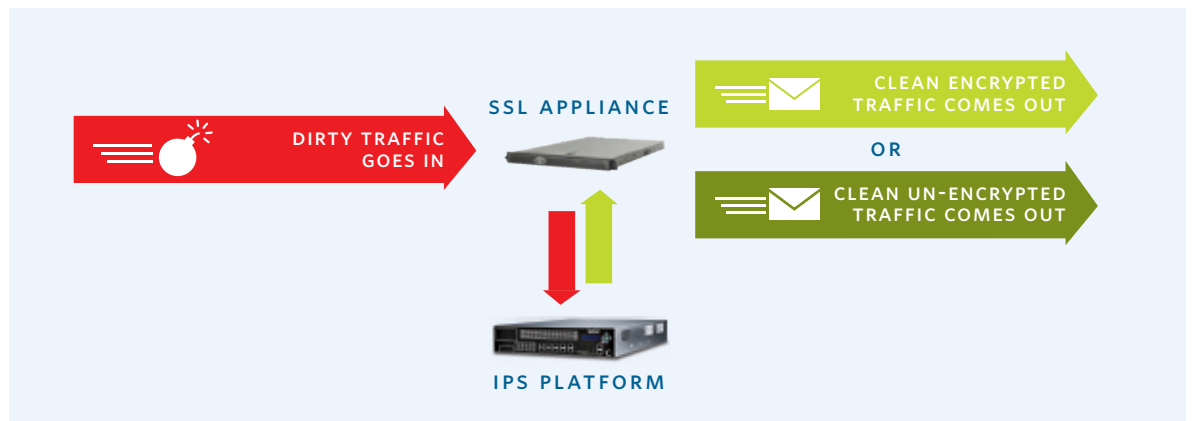 DIRTY TRAFFIC
GOES IN
SSL APPLIANCE
CLEAN ENCRYPTED
TRAFFIC COMES OUT
OR
CLEAN UN-ENCRYPTED
TRAFFIC COMES OUT
IPS PLATFORM